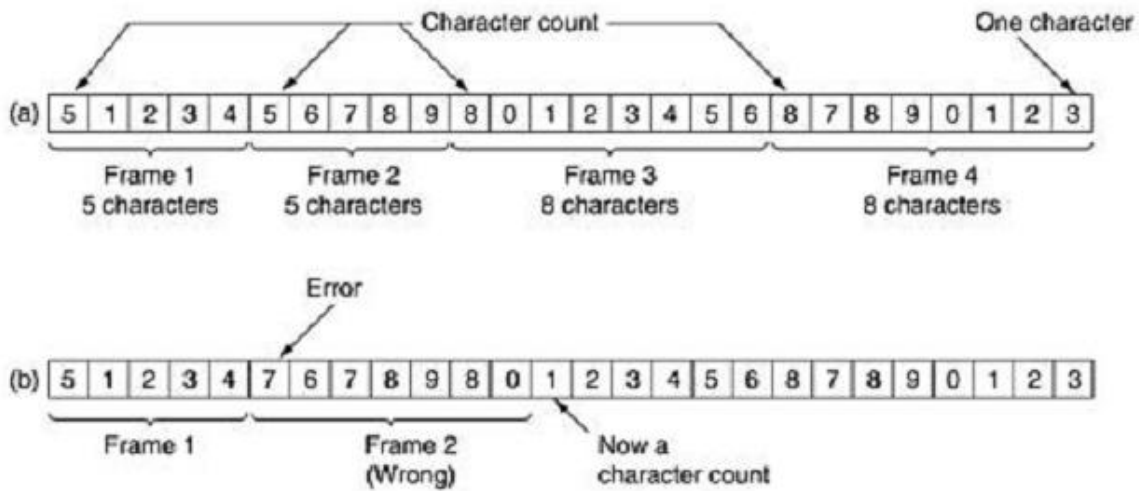 Character count
One character
(a) 5 1 2 3 4 5 6 7 8 9 8 0 1 2 3 4 5 6 8 7 8 9 0 1 2 3
Frame 1
5 characters
Frame 2
5 characters
Frame 3
8 characters
Frame 4
8 characters
Error
(b) 5 1 2 3 4 7 6 7 8 9 8 0 1 2 3 4 5 6 8 7 8 9 0 1 2 3
Frame 1
Frame 2
(Wrong)
Now a
character count